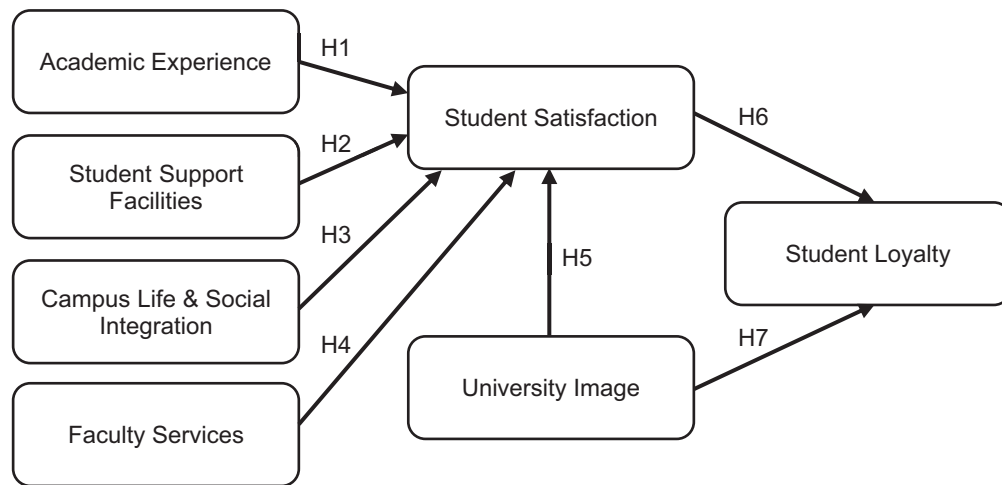 Academic Experience
H1
Student Satisfaction
H6
Student Support
Facilities
H2
H3
Student Loyalty
Campus Life & Social
Integration
H5
H4
H7
University Image
Faculty Services